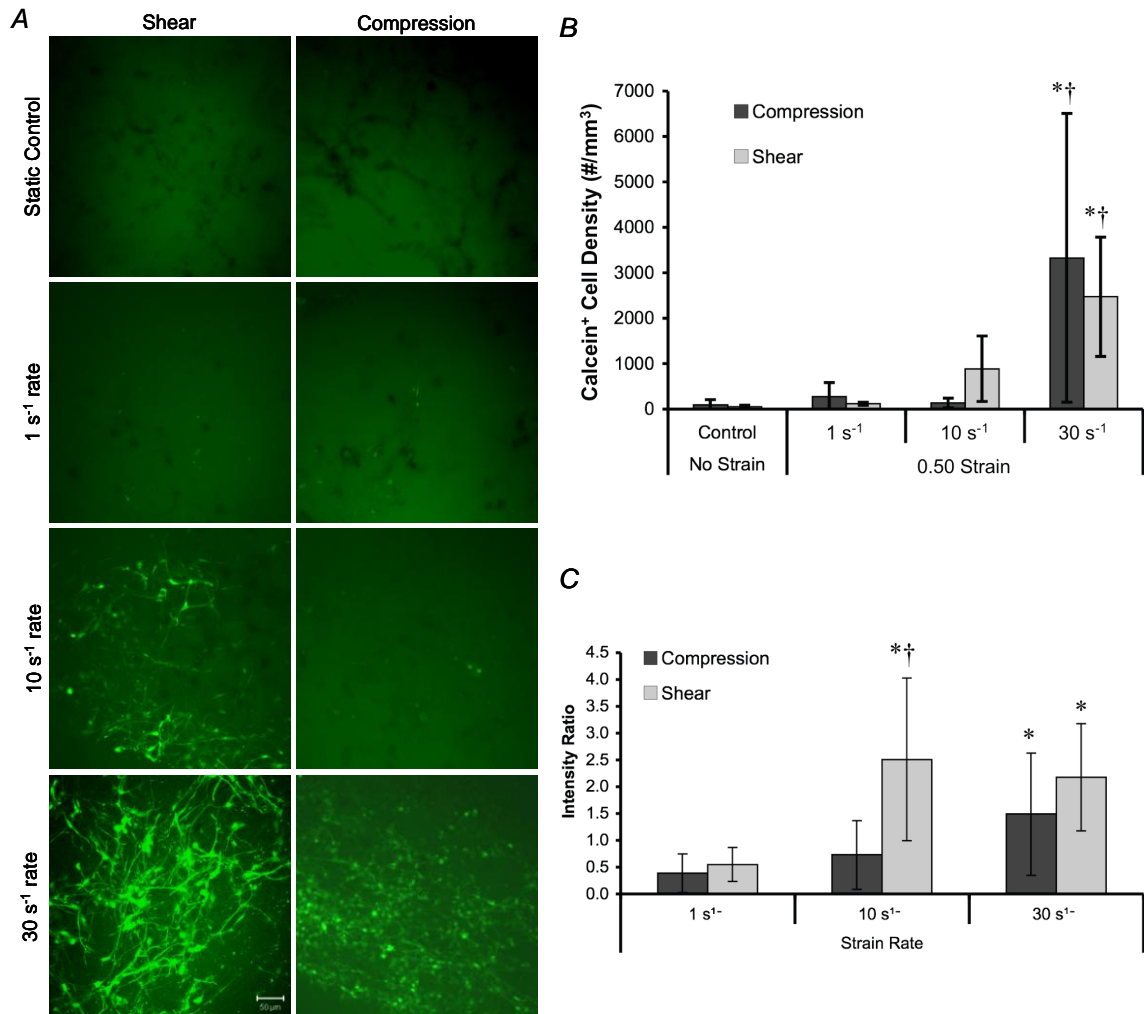 A
Shear
Compression
Static Control
1 s-1 rate
10 s-1 rate
30 s-1 rate
50 µm
B
7000
6000
5000
4000
3000
2000
1000
0
Calcein+ Cell Density (#/mm3)
Compression
Shear
*†
*†
Control
1 s-1
10 s-1
30 s-1
No Strain
0.50 Strain
C
4.5
4.0
3.5
3.0
2.5
2.0
1.5
1.0
0.5
0.0
Intensity Ratio
Compression
Shear
*†
*
*
1 s1-
10 s1-
30 s1-
Strain Rate